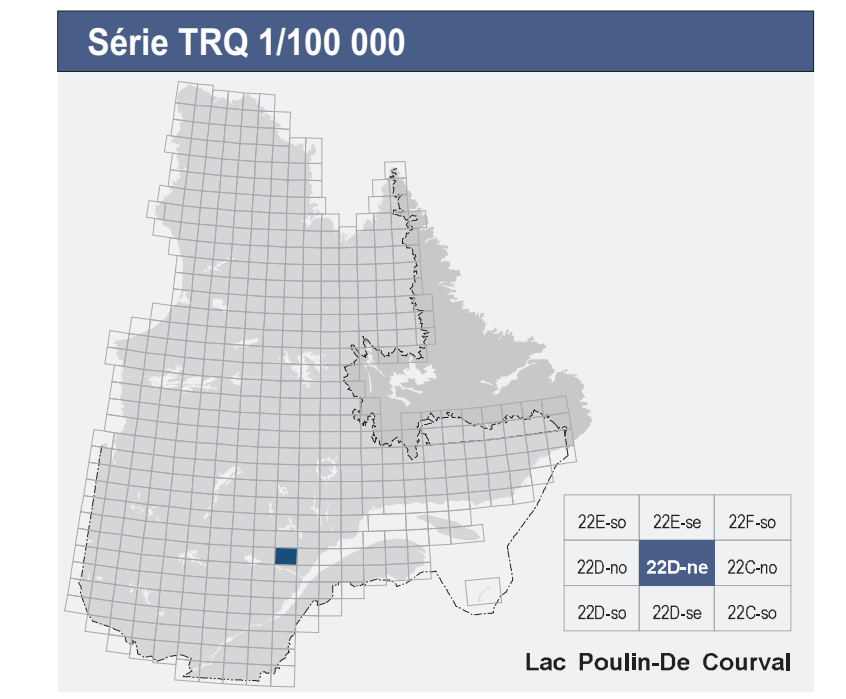 Série TRQ 1/100 000
22E-so 22E-se 22F-so
22D-no 22D-ne 22C-no
22D-so 22D-se 22C-so
Lac Poulin-De Courval